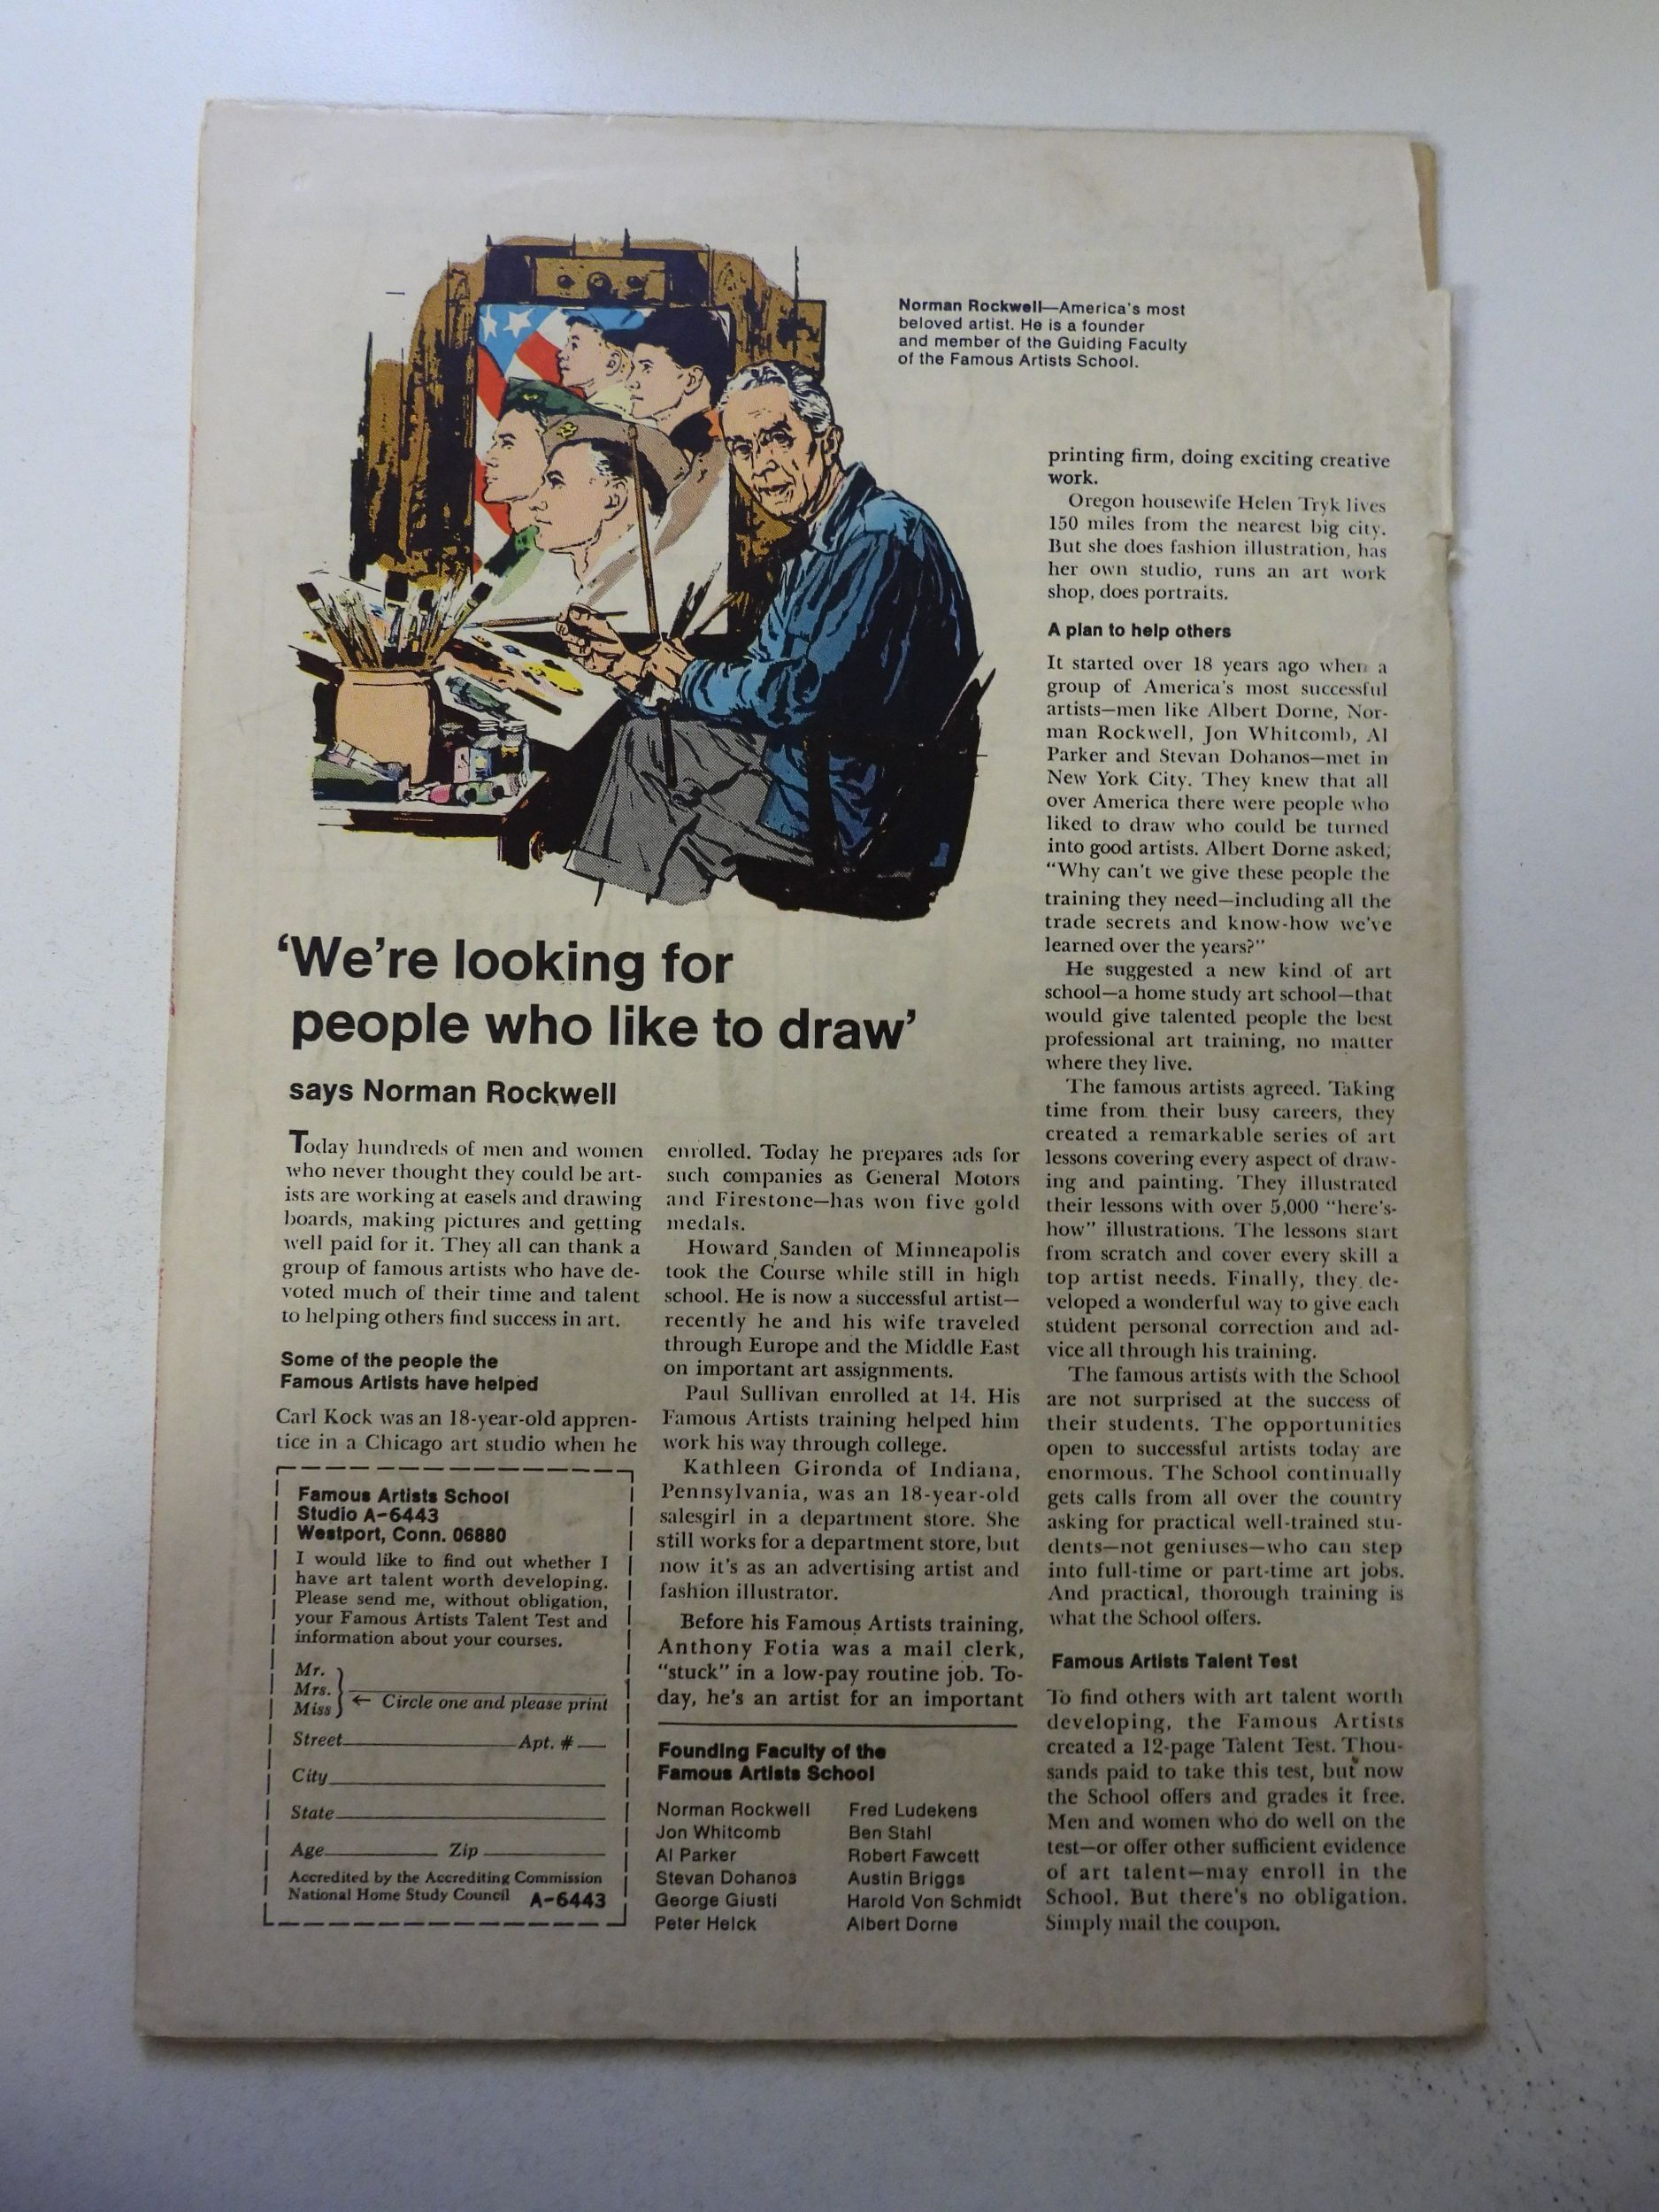 Norman Rockwell—America's most
beloved artist. He is a founder
and member of the Guiding Faculty
of the Famous Artists School.
‘We’re looking for
people who like to draw’
says Norman Rockwell
Today hundreds of men and women
who never thought they could be art-
ists are working at easels and drawing
boards, making pictures and getting
well paid for it. They all can thank a
group of famous artists who have de-
voted much of their time and talent
to helping others find success in art.
Some of the people the
Famous Artists have helped
Carl Kock was an 18-year-old appren-
tice in a Chicago art studio when he
enrolled. Today he prepares ads for
such companies as General Motors
and Firestone—has won five gold
medals.
Howard Sanden of Minneapolis
took the Course while still in high
school. He is now a successful artist—
recently he and his wife traveled
through Europe and the Middle East
on important art assignments.
Paul Sullivan enrolled at 14. His
Famous Artists training helped him
work his way through college.
Kathleen Gironda of Indiana,
Pennsylvania, was an 18-year-old
salesgirl in a department store. She
still works for a department store, but
now it's as an advertising artist and
fashion illustrator.
Before his Famous Artists training,
Anthony Fotia was a mail clerk,
"stuck" in a low-pay routine job. To-
day, he's an artist for an important
printing firm, doing exciting creative
work.
Oregon housewife Helen Tryk lives
150 miles from the nearest big city.
But she does fashion illustration, has
her own studio, runs an art work
shop, does portraits.
A plan to help others
It started over 18 years ago when a
group of America's most successful
artists—men like Albert Dorne, Nor-
man Rockwell, Jon Whitcomb, Al
Parker and Stevan Dohanos—met in
New York City. They knew that all
over America there were people who
liked to draw who could be turned
into good artists. Albert Dorne asked,
"Why can't we give these people the
training they need—including all the
trade secrets and know-how we've
learned over the years?"
He suggested a new kind of art
school—a home study art school—that
would give talented people the best
professional art training, no matter
where they live.
The famous artists agreed. Taking
time from their busy careers, they
created a remarkable series of art
lessons covering every aspect of draw-
ing and painting. They illustrated
their lessons with over 5,000 "here's-
how" illustrations. The lessons start
from scratch and cover every skill a
top artist needs. Finally, they de-
veloped a wonderful way to give each
student personal correction and ad-
vice all through his training.
The famous artists with the School
are not surprised at the success of
their students. The opportunities
open to successful artists today are
enormous. The School continually
gets calls from all over the country
asking for practical well-trained stu-
dents—not geniuses—who can step
into full-time or part-time art jobs.
And practical, thorough training is
what the School offers.
Famous Artists Talent Test
To find others with art talent worth
developing, the Famous Artists
created a 12-page Talent Test. Thou-
sands paid to take this test, but now
the School offers and grades it free.
Men and women who do well on the
test—or offer other sufficient evidence
of art talent—may enroll in the
School. But there's no obligation.
Simply mail the coupon.
Famous Artists School
Studio A-6443
Westport, Conn. 06880
I would like to find out whether I
have art talent worth developing.
Please send me, without obligation,
your Famous Artists Talent Test and
information about your courses.
Mr.
Mrs.
Miss ← Circle one and please print
Street Apt. #
City
State
Age Zip
Accredited by the Accrediting Commission
National Home Study Council A-6443
Founding Faculty of the
Famous Artists School
Norman Rockwell
Jon Whitcomb
Al Parker
Stevan Dohanos
George Giusti
Peter Helck
Fred Ludekens
Ben Stahl
Robert Fawcett
Austin Briggs
Harold Von Schmidt
Albert Dorne